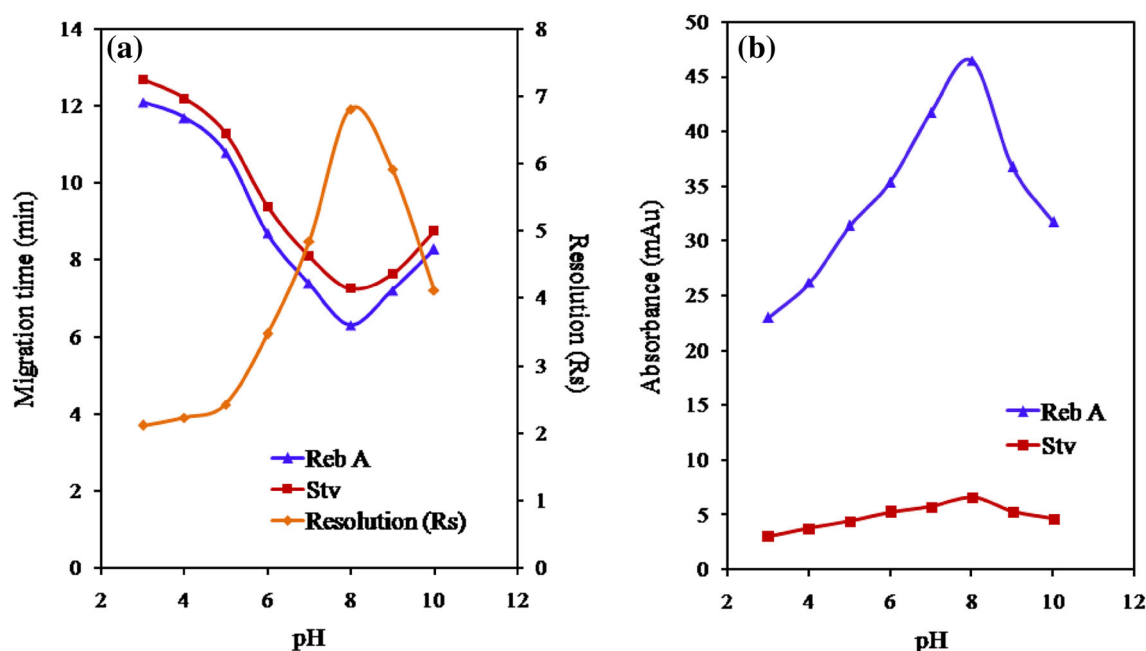 (a)
14
12
10
8
6
4
2
0
Migration time (min)
8
7
6
5
4
3
2
1
0
Resolution (Rs)
Reb A
Stv
Resolution (Rs)
2 4 6 8 10 12
pH
(b)
50
45
40
35
30
25
20
15
10
5
0
Absorbance (mAu)
Reb A
Stv
2 4 6 8 10 12
pH